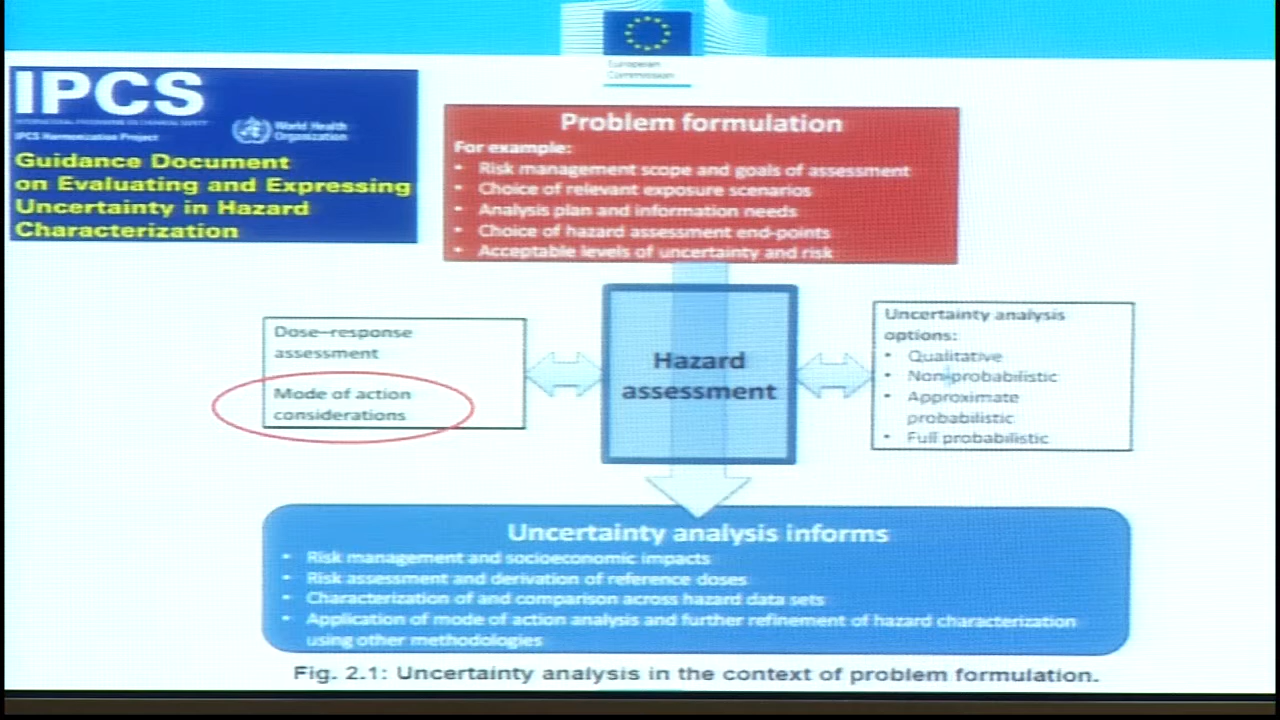 European
Commission
IPCS
INTERNATIONAL PROGRAMME ON CHEMICAL SAFETY
IPCS Harmonization Project
World Health
Organization
Guidance Document
on Evaluating and Expressing
Uncertainty in Hazard
Characterization
Problem formulation
For example:
• Risk management scope and goals of assessment
• Choice of relevant exposure scenarios
• Analysis plan and information needs
• Choice of hazard assessment end-points
• Acceptable levels of uncertainty and risk
Dose–response
assessment
Mode of action
considerations
Hazard
assessment
Uncertainty analysis
options:
• Qualitative
• Non-probabilistic
• Approximate
probabilistic
• Full probabilistic
Uncertainty analysis informs
• Risk management and socioeconomic impacts
• Risk assessment and derivation of reference doses
• Characterization of and comparison across hazard data sets
• Application of mode of action analysis and further refinement of hazard characterization
using other methodologies
Fig. 2.1: Uncertainty analysis in the context of problem formulation.